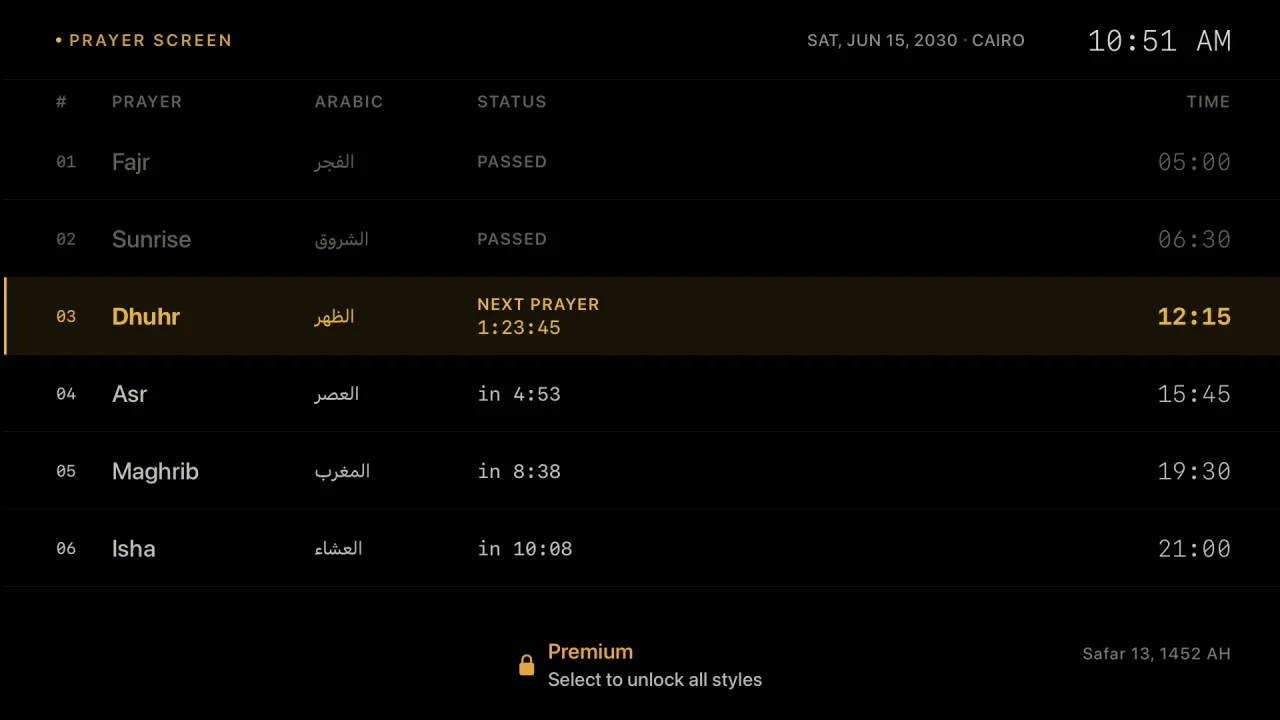 • PRAYER SCREEN
SAT, JUN 15, 2030 · CAIRO
10:51 AM
# PRAYER ARABIC STATUS TIME
01 Fajr الفجر PASSED 05:00
02 Sunrise الشروق PASSED 06:30
03 Dhuhr الظهر NEXT PRAYER 1:23:45 12:15
04 Asr العصر in 4:53 15:45
05 Maghrib المغرب in 8:38 19:30
06 Isha العشاء in 10:08 21:00
Premium
Select to unlock all styles
Safar 13, 1452 AH